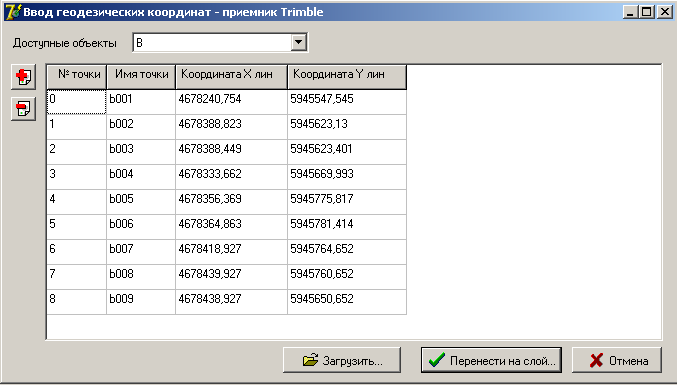 Ввод геодезических координат - приемник Trimble
Доступные объекты B
№ точки Имя точки Координата X лин Координата Y лин
0 b001 4678240,754 5945547,545
1 b002 4678388,823 5945623,13
2 b003 4678388,449 5945623,401
3 b004 4678333,662 5945669,993
4 b005 4678356,369 5945775,817
5 b006 4678364,863 5945781,414
6 b007 4678418,927 5945764,652
7 b008 4678439,927 5945760,652
8 b009 4678438,927 5945650,652
Загрузить... Перенести на слой... Отмена